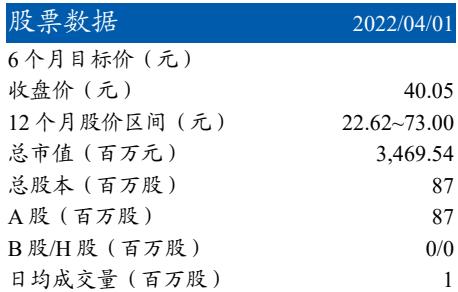 股票数据 2022/04/01
6 个月目标价（元）
收盘价（元） 40.05
12 个月股价区间（元） 22.62~73.00
总市值（百万元） 3,469.54
总股本（百万股） 87
A 股（百万股） 87
B 股/H 股（百万股） 0/0
日均成交量（百万股） 1